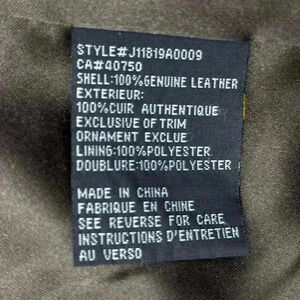 STYLE#J11819A0009
CA#40750
SHELL:100%GENUINE LEATHER
EXTERIEUR:
100%CUIR AUTHENTIQUE
EXCLUSIVE OF TRIM
ORNAMENT EXCLUE
LINING:100%POLYESTER
DOUBLURE:100%POLYESTER
MADE IN CHINA
FABRIQUE EN CHINE
SEE REVERSE FOR CARE
INSTRUCTIONS D'ENTRETIEN
AU VERSO